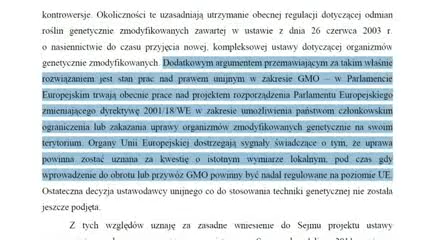 kontrowersje. Okoliczności te uzasadniają utrzymanie obecnej regulacji dotyczącej odmian
roślin genetycznie zmodyfikowanych zawartej w ustawie z dnia 26 czerwca 2003 r.
o nasiennictwie do czasu przyjęcia nowej, kompleksowej ustawy dotyczącej organizmów
genetycznie zmodyfikowanych. Dodatkowym argumentem przemawiającym za takim właśnie
rozwiązaniem jest stan prac nad prawem unijnym w zakresie GMO – w Parlamencie
Europejskim trwają obecnie prace nad projektem rozporządzenia Parlamentu Europejskiego
zmieniającego dyrektywę 2001/18/WE w zakresie umożliwienia państwom członkowskim
ograniczenia lub zakazania uprawy organizmów zmodyfikowanych genetycznie na swoim
terytorium. Organy Unii Europejskiej dostrzegają sygnały świadczące o tym, że uprawa
powinna zostać uznana za kwestię o istotnym wymiarze lokalnym, pod czas gdy
wprowadzenie do obrotu lub przywóz GMO powinny być nadal regulowane na poziomie UE.
Ostateczna decyzja ustawodawcy unijnego co do stosowania techniki genetycznej nie została
jeszcze podjęta.
Z tych względów uznaję za zasadne wniesienie do Sejmu projektu ustawy